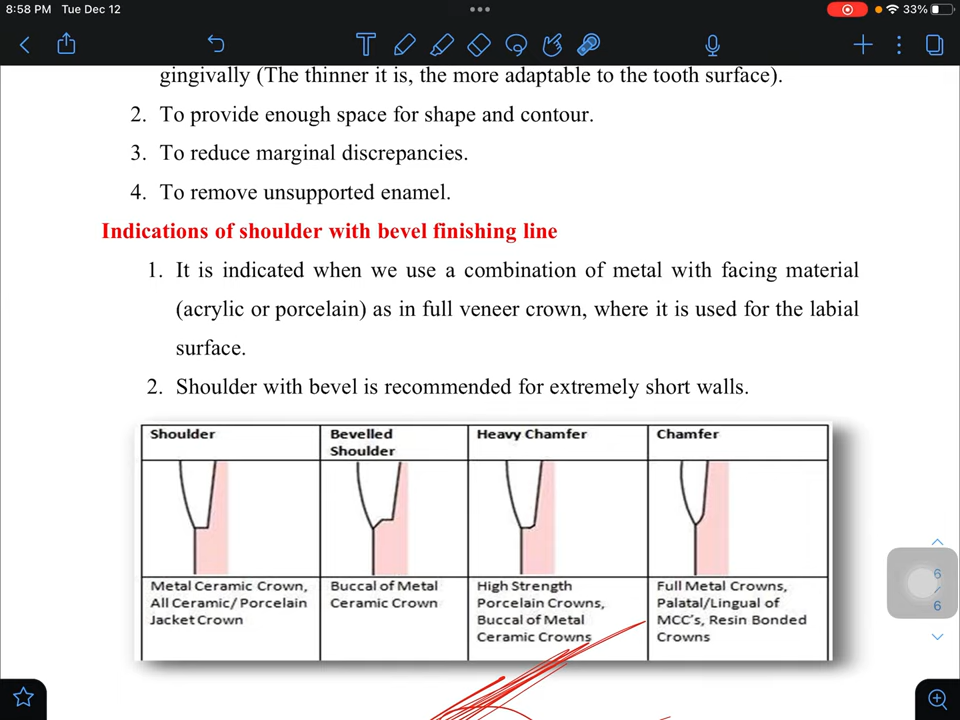 8:58 PM Tue Dec 12
33%
gingivally (The thinner it is, the more adaptable to the tooth surface).
2. To provide enough space for shape and contour.
3. To reduce marginal discrepancies.
4. To remove unsupported enamel.
Indications of shoulder with bevel finishing line
1. It is indicated when we use a combination of metal with facing material
(acrylic or porcelain) as in full veneer crown, where it is used for the labial
surface.
2. Shoulder with bevel is recommended for extremely short walls.
Shoulder
Bevelled
Shoulder
Heavy Chamfer
Chamfer
Metal Ceramic Crown,
All Ceramic/ Porcelain
Jacket Crown
Buccal of Metal
Ceramic Crown
High Strength
Porcelain Crowns,
Buccal of Metal
Ceramic Crowns
Full Metal Crowns,
Palatal/Lingual of
MCC's, Resin Bonded
Crowns
6
/
6